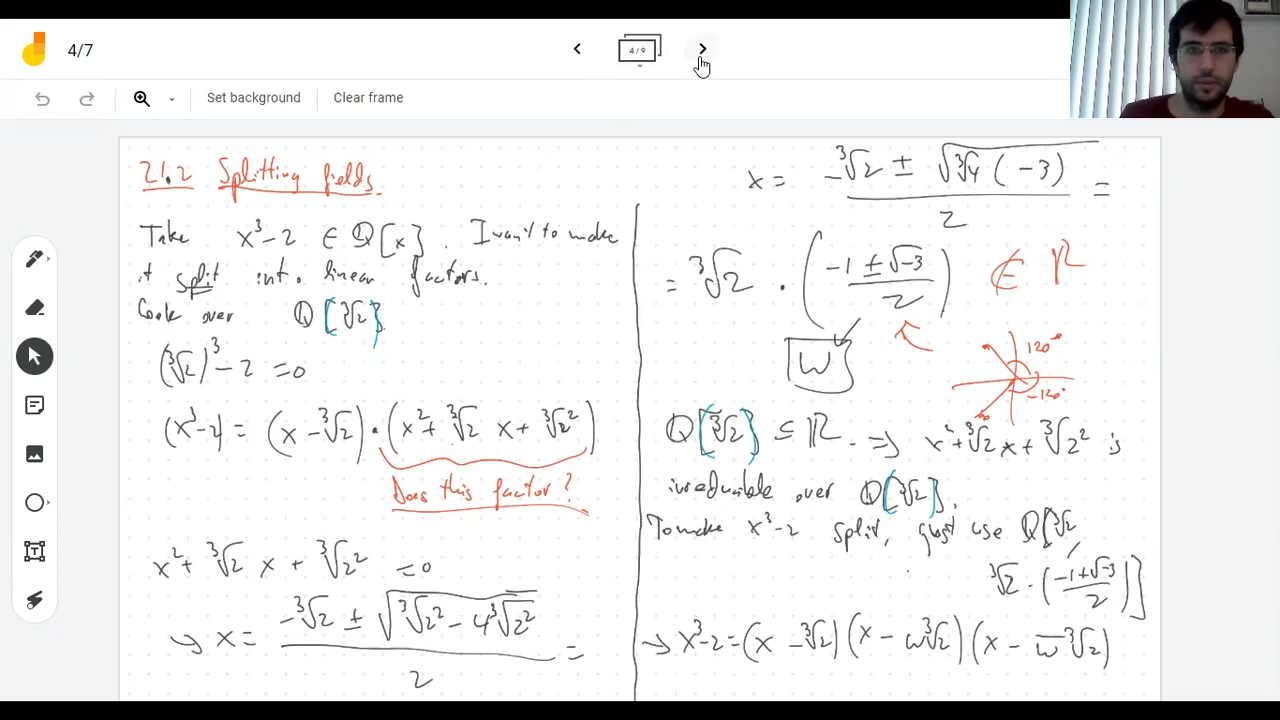 4/7
4/9
Set background
Clear frame
21.2 Splitting fields.
Take x³-2 ∈ ℚ[x]. I want to make
it split into linear factors.
Look over ℚ[∛2].
(∛2)³ - 2 = 0
(x³-2) = (x - ∛2) · (x² + ∛2 x + ∛2²)
Does this factor?
x² + ∛2 x + ∛2² = 0
→ x = (-∛2 ± √(∛2² - 4∛2²)) / 2 =
x = (-∛2 ± √(∛4 (-3))) / 2 =
= ∛2 · ((-1 ± √-3) / 2) ∉ ℝ
ω
120°
-120°
ℚ[∛2] ⊆ ℝ. ⇒ x² + ∛2 x + ∛2² is
irreducible over ℚ[∛2].
To make x³-2 split, just use ℚ[∛2,
∛2 · ((-1+√-3)/2)]
→ x³-2 = (x - ∛2)(x - ω∛2)(x - ω̅∛2)